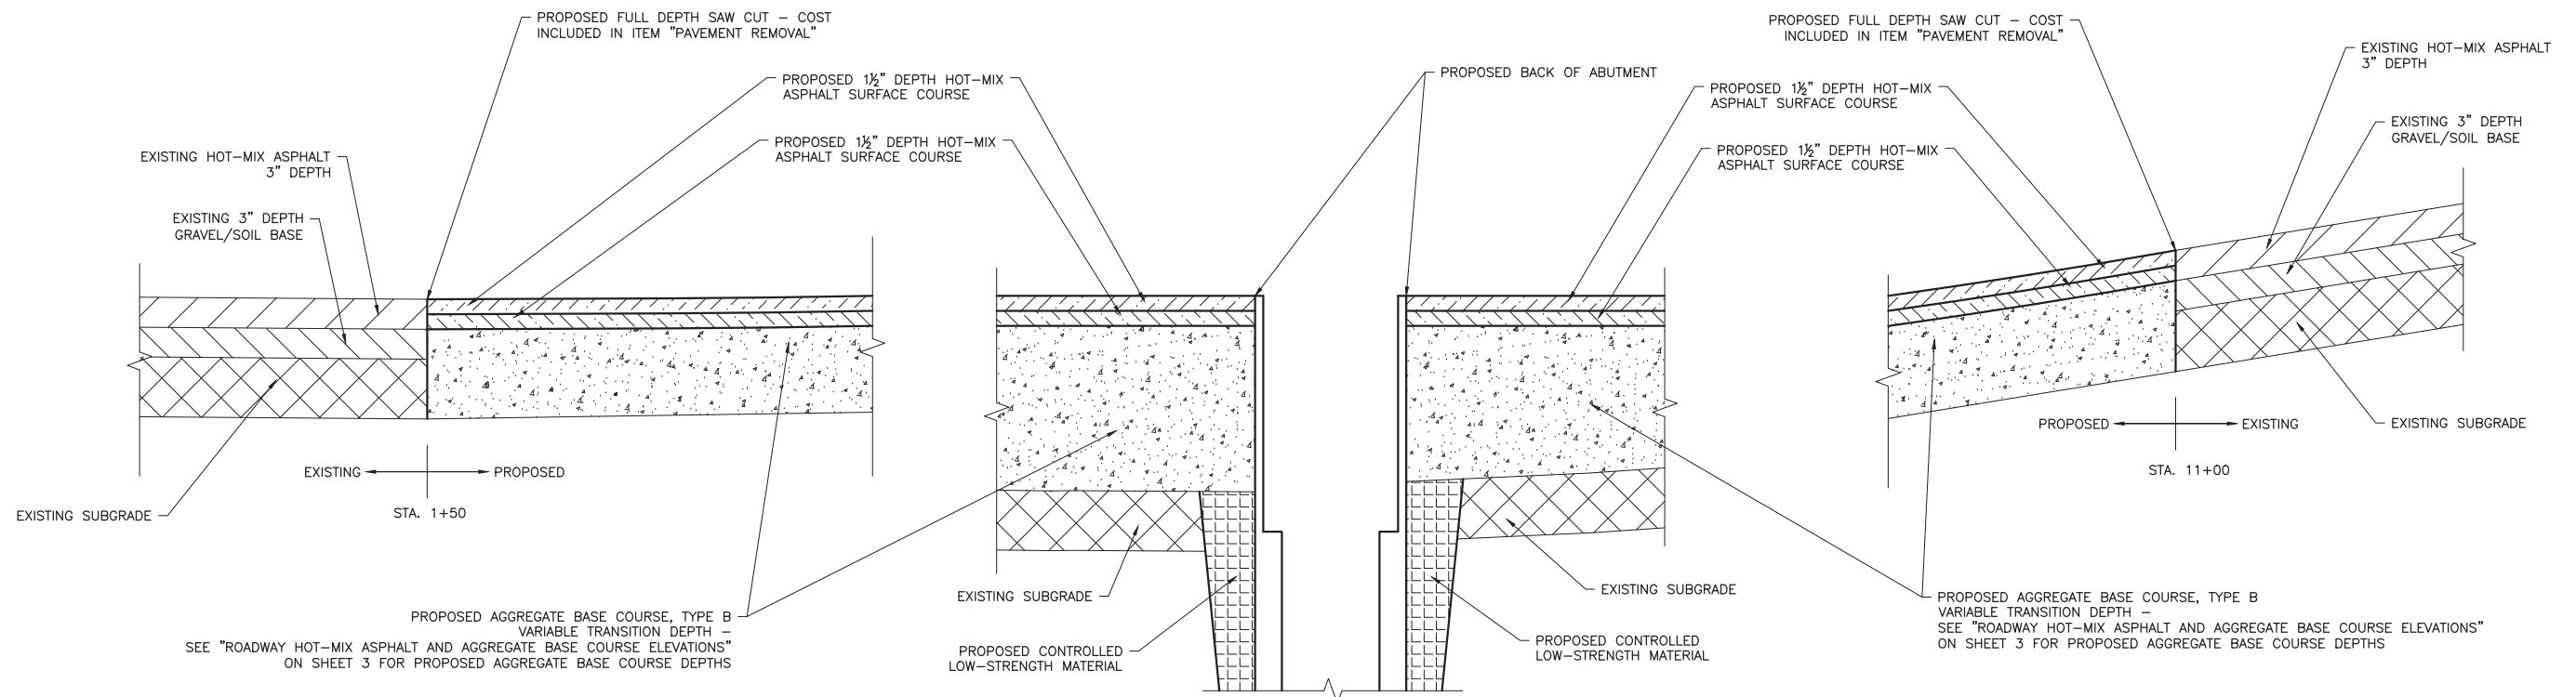 PROPOSED FULL DEPTH SAW CUT – COST
INCLUDED IN ITEM "PAVEMENT REMOVAL"
PROPOSED 1½" DEPTH HOT–MIX
ASPHALT SURFACE COURSE
PROPOSED 1½" DEPTH HOT–MIX
ASPHALT SURFACE COURSE
EXISTING HOT–MIX ASPHALT
3" DEPTH
EXISTING 3" DEPTH
GRAVEL/SOIL BASE
EXISTING
PROPOSED
STA. 1+50
EXISTING SUBGRADE
PROPOSED AGGREGATE BASE COURSE, TYPE B
VARIABLE TRANSITION DEPTH –
SEE "ROADWAY HOT–MIX ASPHALT AND AGGREGATE BASE COURSE ELEVATIONS"
ON SHEET 3 FOR PROPOSED AGGREGATE BASE COURSE DEPTHS
PROPOSED BACK OF ABUTMENT
EXISTING SUBGRADE
PROPOSED CONTROLLED
LOW–STRENGTH MATERIAL
EXISTING SUBGRADE
PROPOSED CONTROLLED
LOW–STRENGTH MATERIAL
PROPOSED FULL DEPTH SAW CUT – COST
INCLUDED IN ITEM "PAVEMENT REMOVAL"
PROPOSED 1½" DEPTH HOT–MIX
ASPHALT SURFACE COURSE
PROPOSED 1½" DEPTH HOT–MIX
ASPHALT SURFACE COURSE
EXISTING HOT–MIX ASPHALT
3" DEPTH
EXISTING 3" DEPTH
GRAVEL/SOIL BASE
PROPOSED
EXISTING
STA. 11+00
EXISTING SUBGRADE
PROPOSED AGGREGATE BASE COURSE, TYPE B
VARIABLE TRANSITION DEPTH –
SEE "ROADWAY HOT–MIX ASPHALT AND AGGREGATE BASE COURSE ELEVATIONS"
ON SHEET 3 FOR PROPOSED AGGREGATE BASE COURSE DEPTHS